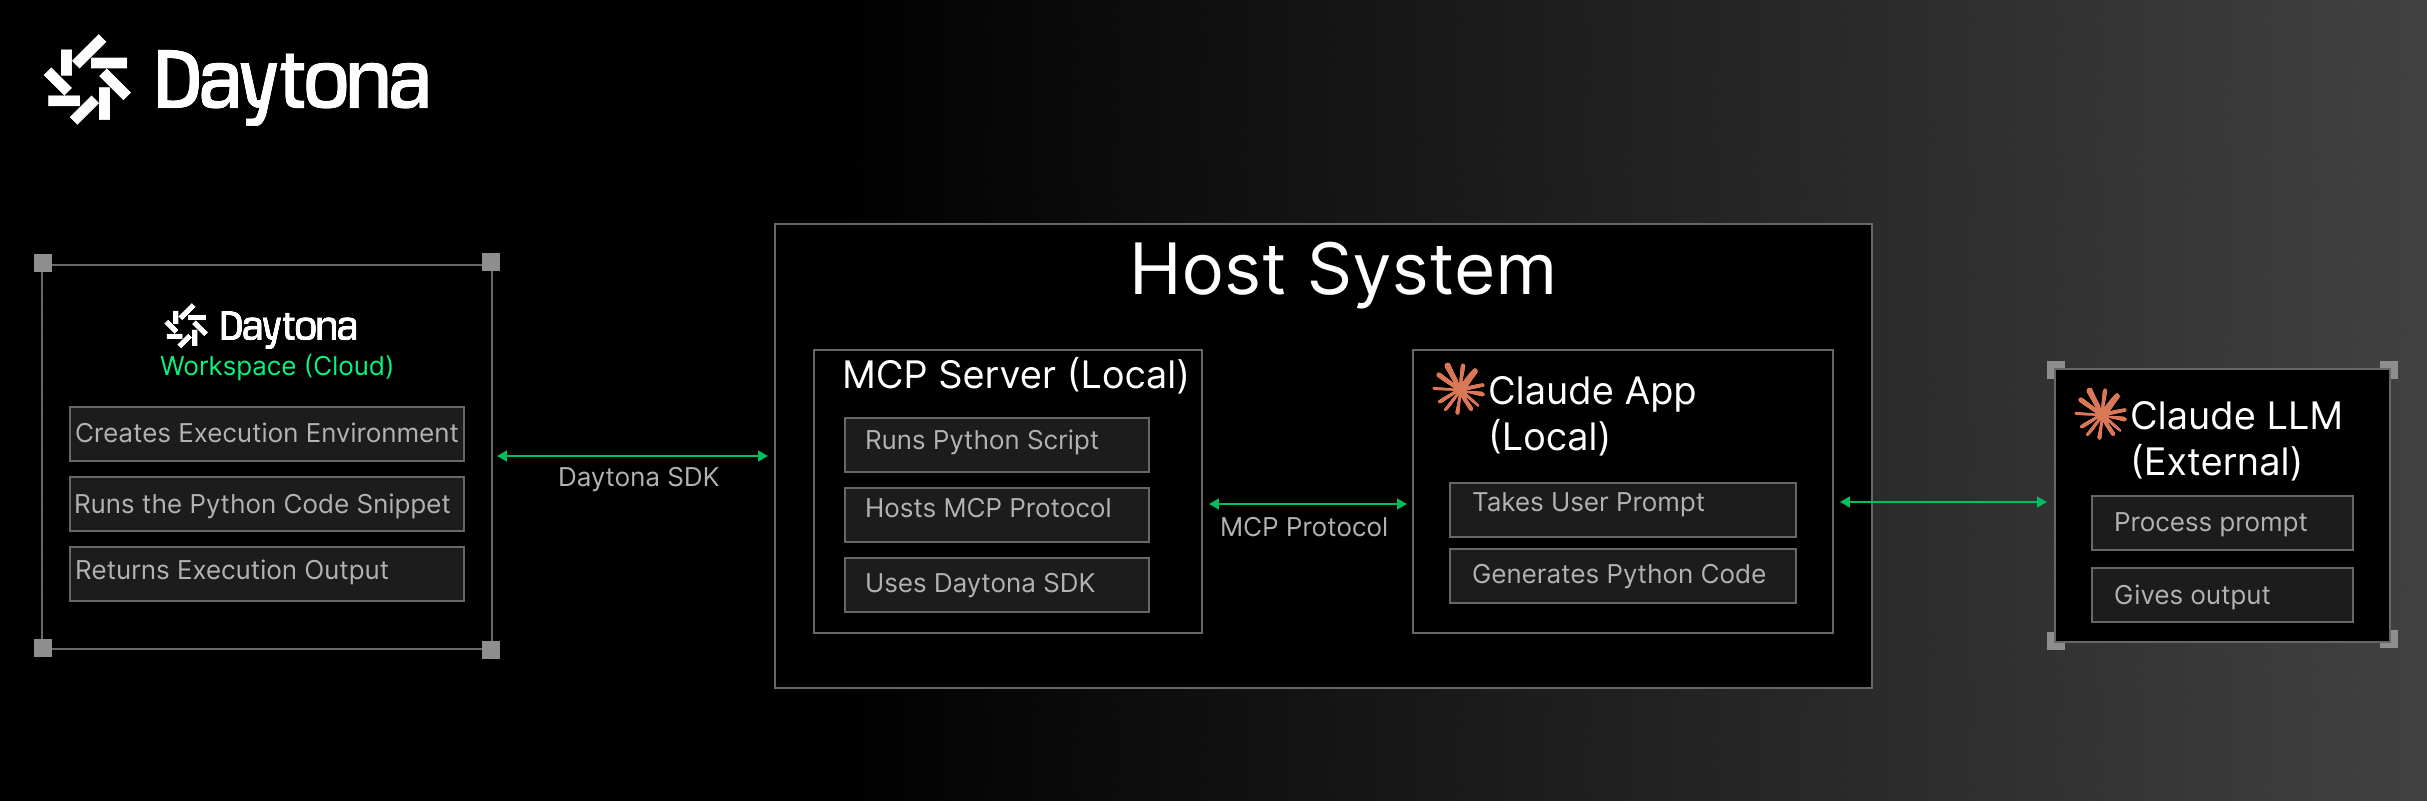 Daytona
Daytona
Workspace (Cloud)
Creates Execution Environment
Runs the Python Code Snippet
Returns Execution Output
Daytona SDK
Host System
MCP Server (Local)
Runs Python Script
Hosts MCP Protocol
Uses Daytona SDK
MCP Protocol
Claude App
(Local)
Takes User Prompt
Generates Python Code
Claude LLM
(External)
Process prompt
Gives output